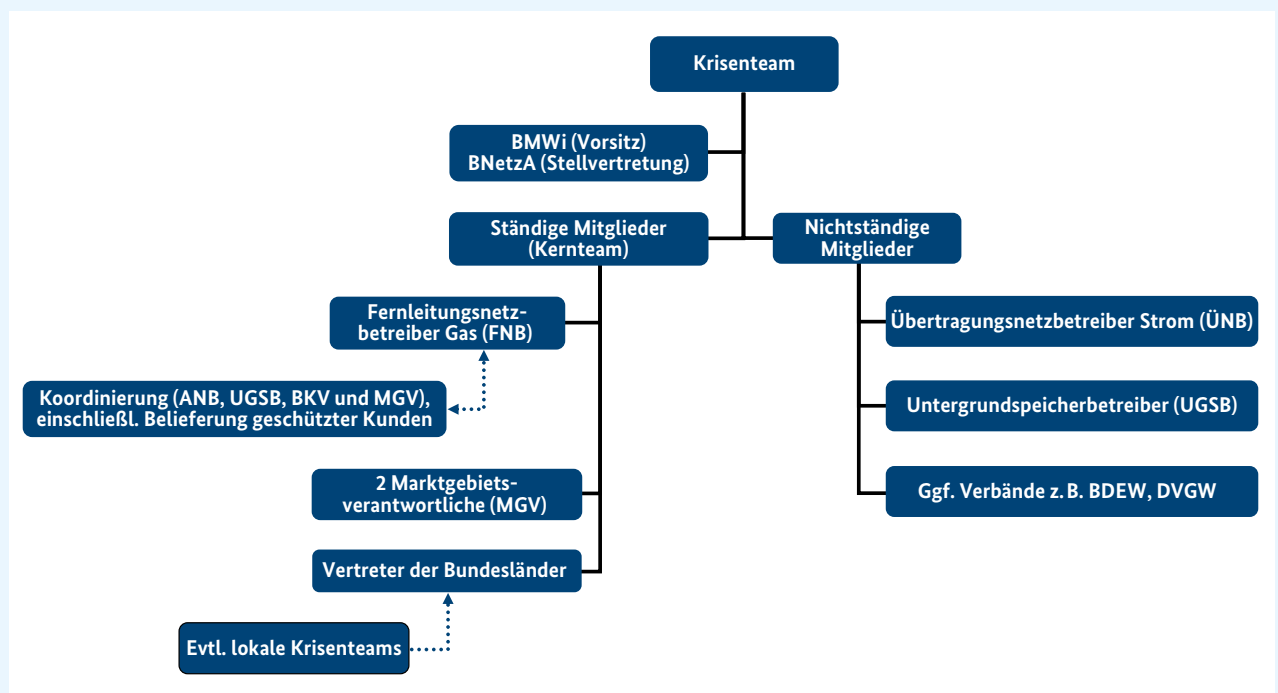 Krisenteam
BMWi (Vorsitz)
BNetzA (Stellvertretung)
Ständige Mitglieder
(Kernteam)
Nichtständige
Mitglieder
Fernleitungsnetz-
betreiber Gas (FNB)
Koordinierung (ANB, UGSB, BKV und MGV),
einschließl. Belieferung geschützter Kunden
2 Marktgebiets-
verantwortliche (MGV)
Vertreter der Bundesländer
Evtl. lokale Krisenteams
Übertragungsnetzbetreiber Strom (ÜNB)
Untergrundspeicherbetreiber (UGSB)
Ggf. Verbände z. B. BDEW, DVGW